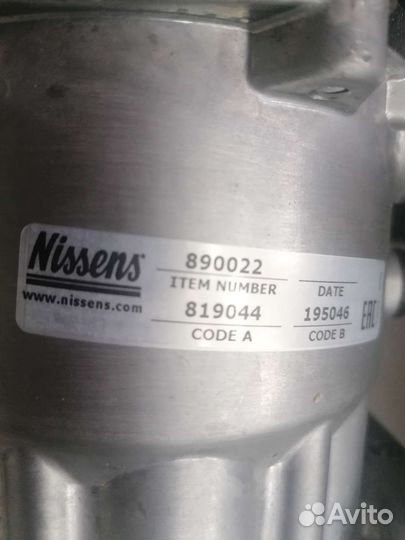 Nissens
www.nissens.com
890022
ITEM NUMBER
819044
CODE A
DATE
195046
CODE B
EAC
Avito